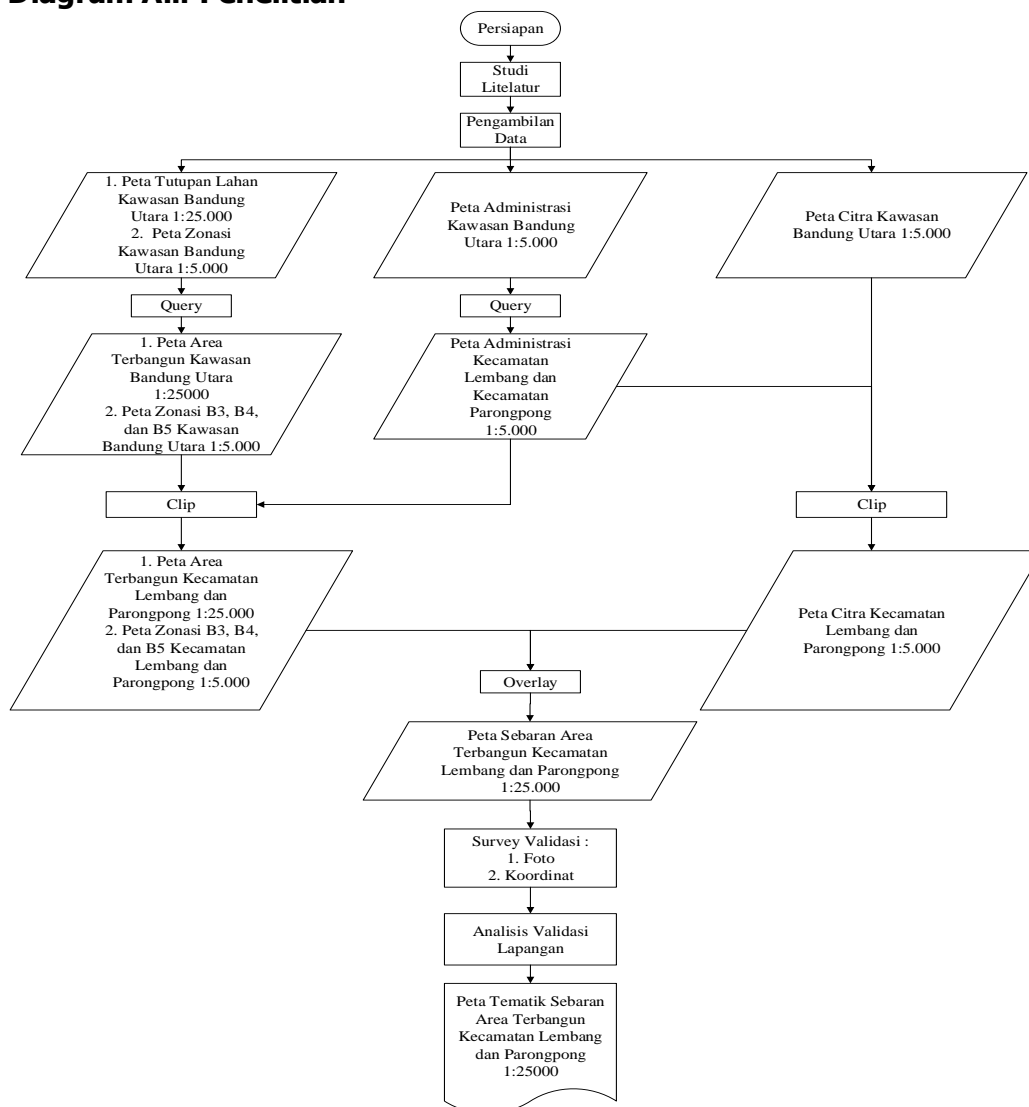 Diagram Alir Penelitian
Persiapan
Studi
Litelatur
Pengambilan
Data
1. Peta Tutupan Lahan
Kawasan Bandung
Utara 1:25.000
2. Peta Zonasi
Kawasan Bandung
Utara 1:5.000
Peta Administrasi
Kawasan Bandung
Utara 1:5.000
Peta Citra Kawasan
Bandung Utara 1:5.000
Query
Query
1. Peta Area
Terbangun Kawasan
Bandung Utara
1:25000
2. Peta Zonasi B3, B4,
dan B5 Kawasan
Bandung Utara 1:5.000
Peta Administrasi
Kecamatan
Lembang dan
Kecamatan
Parongpong
1:5.000
Clip
Clip
1. Peta Area
Terbangun Kecamatan
Lembang dan
Parongpong 1:25.000
2. Peta Zonasi B3, B4,
dan B5 Kecamatan
Lembang dan
Parongpong 1:5.000
Peta Citra Kecamatan
Lembang dan
Parongpong 1:5.000
Overlay
Peta Sebaran Area
Terbangun Kecamatan
Lembang dan Parongpong
1:25.000
Survey Validasi :
1. Foto
2. Koordinat
Analisis Validasi
Lapangan
Peta Tematik Sebaran
Area Terbangun
Kecamatan Lembang
dan Parongpong
1:25000